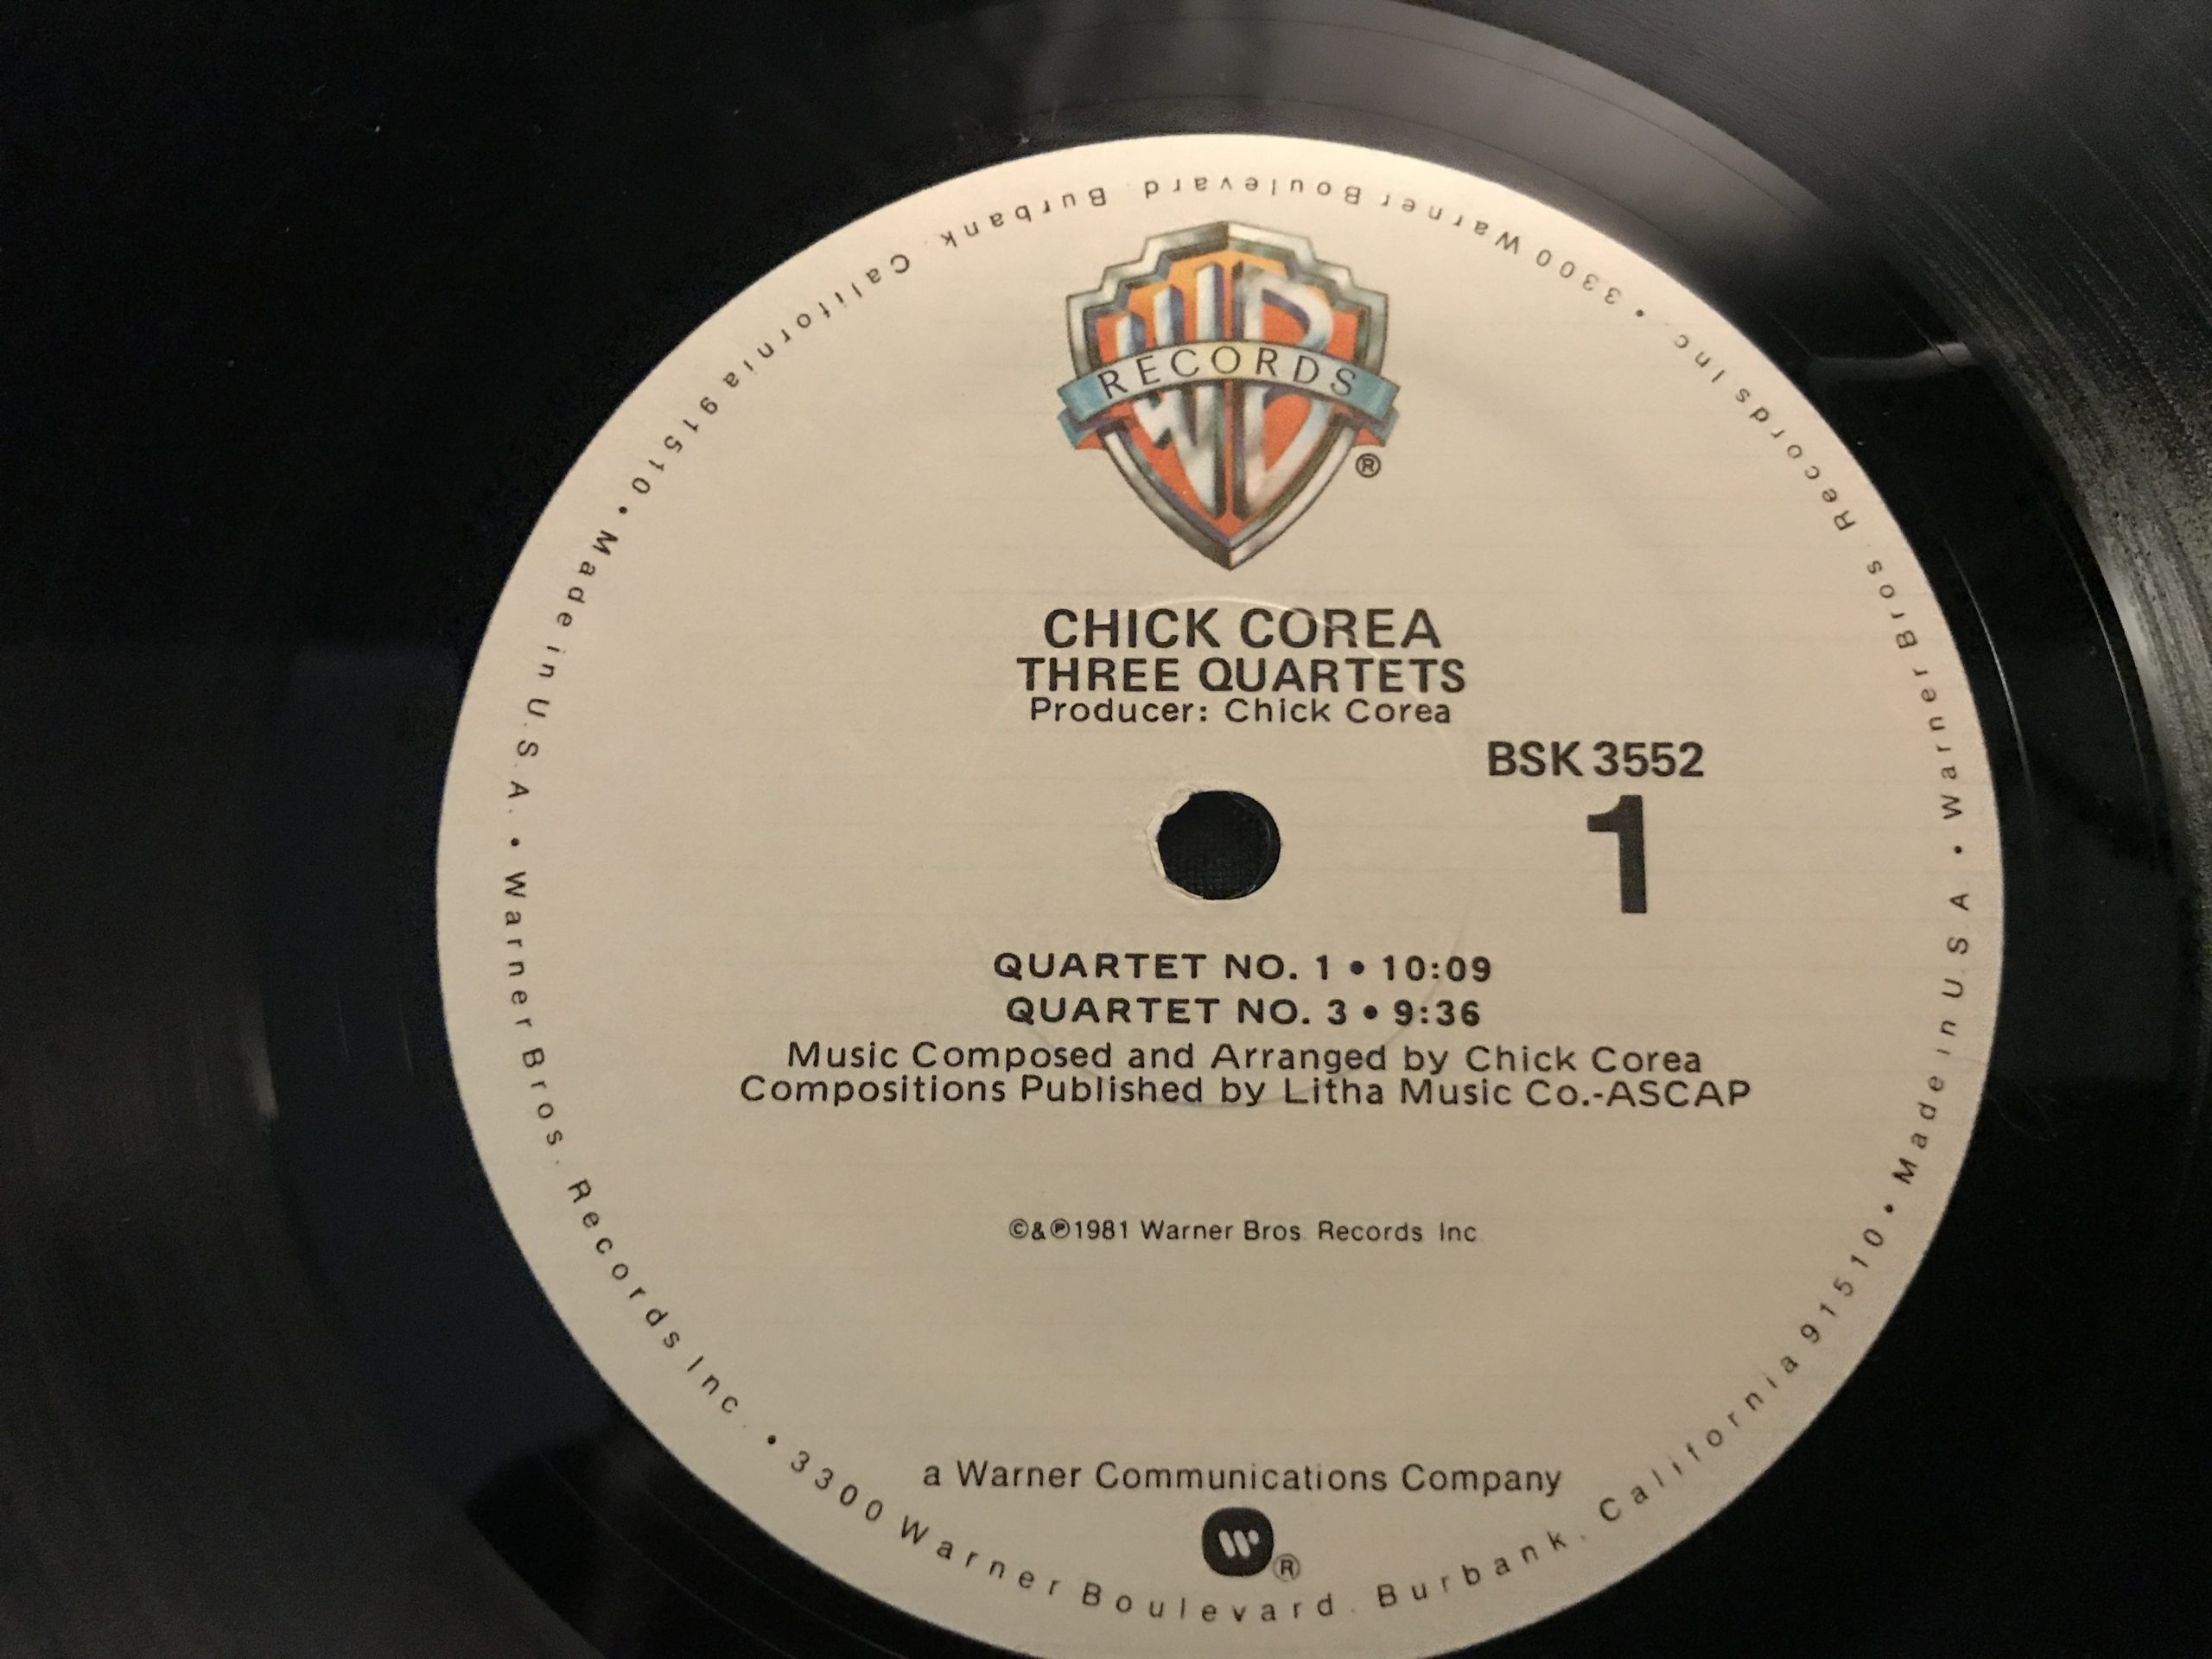 WB
RECORDS
®
CHICK COREA
THREE QUARTETS
Producer: Chick Corea
BSK 3552
1
QUARTET NO. 1 • 10:09
QUARTET NO. 3 • 9:36
Music Composed and Arranged by Chick Corea
Compositions Published by Litha Music Co.-ASCAP
©&℗1981 Warner Bros. Records Inc.
a Warner Communications Company
®
Warner Bros. Records Inc. • 3300 Warner Boulevard. Burbank. California 91510 • Made in U.S.A. •
Warner Bros. Records Inc. • 3300 Warner Boulevard. Burbank. California 91510 • Made in U.S.A. •